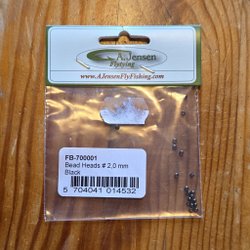 A.Jensen
Flytying
www.AJensenFlyFishing.com
FB-700001
Bead Heads # 2,0 mm
Black
5 704041 014532